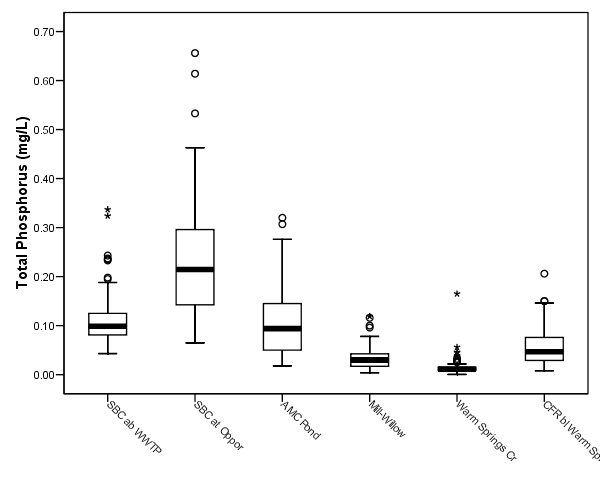 Total Phosphorus (mg/L)
0.70
0.60
0.50
0.40
0.30
0.20
0.10
0.00
SBC ab WWTP
SBC at Oppor
AMC Pond
Mill-Willow
Warm Springs Cr
CFR bl Warm Sp